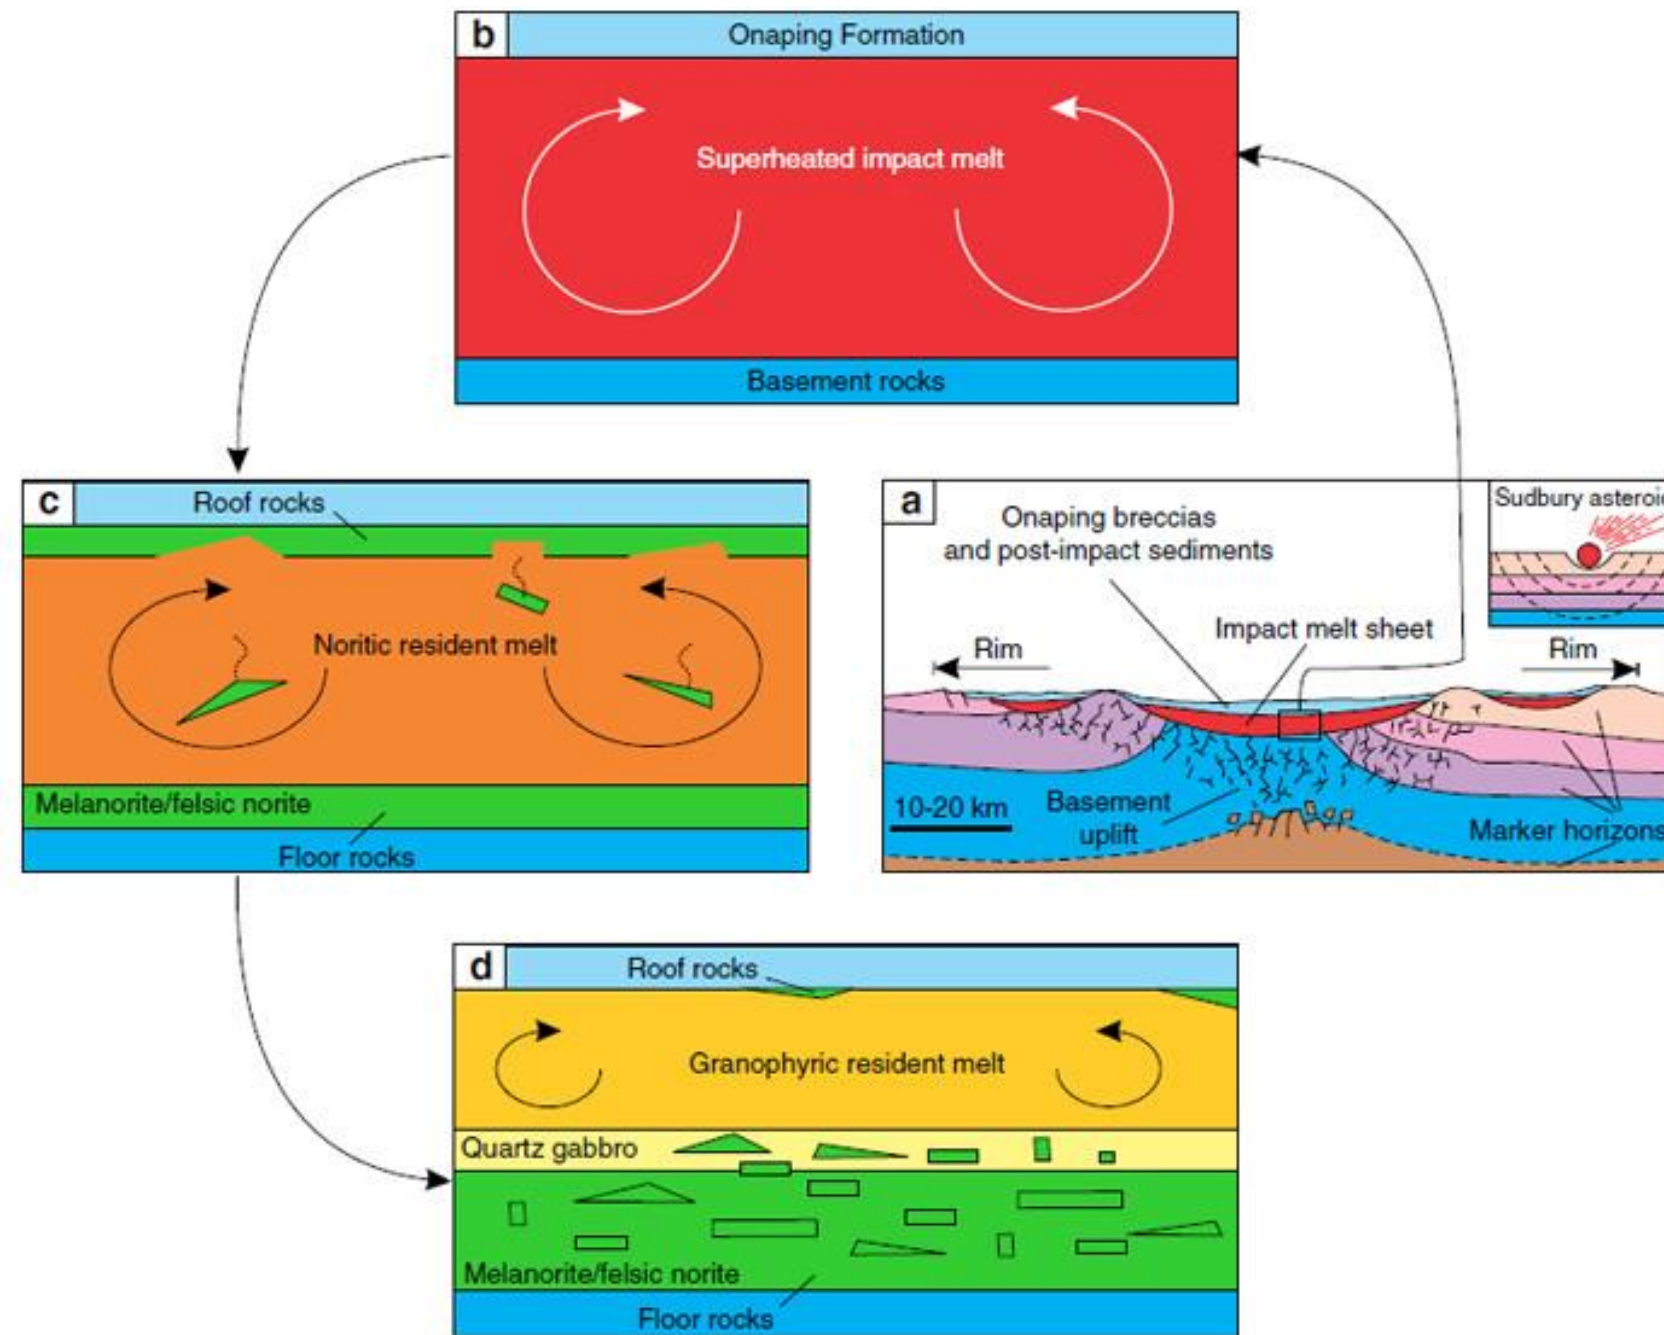 b
Onaping Formation
Superheated impact melt
Basement rocks
c
Roof rocks
Noritic resident melt
Melanorite/felsic norite
Floor rocks
a
Onaping breccias
and post-impact sediments
Sudbury asteroid
Impact melt sheet
Rim
Rim
10-20 km
Basement
uplift
Marker horizons
d
Roof rocks
Granophyric resident melt
Quartz gabbro
Melanorite/felsic norite
Floor rocks